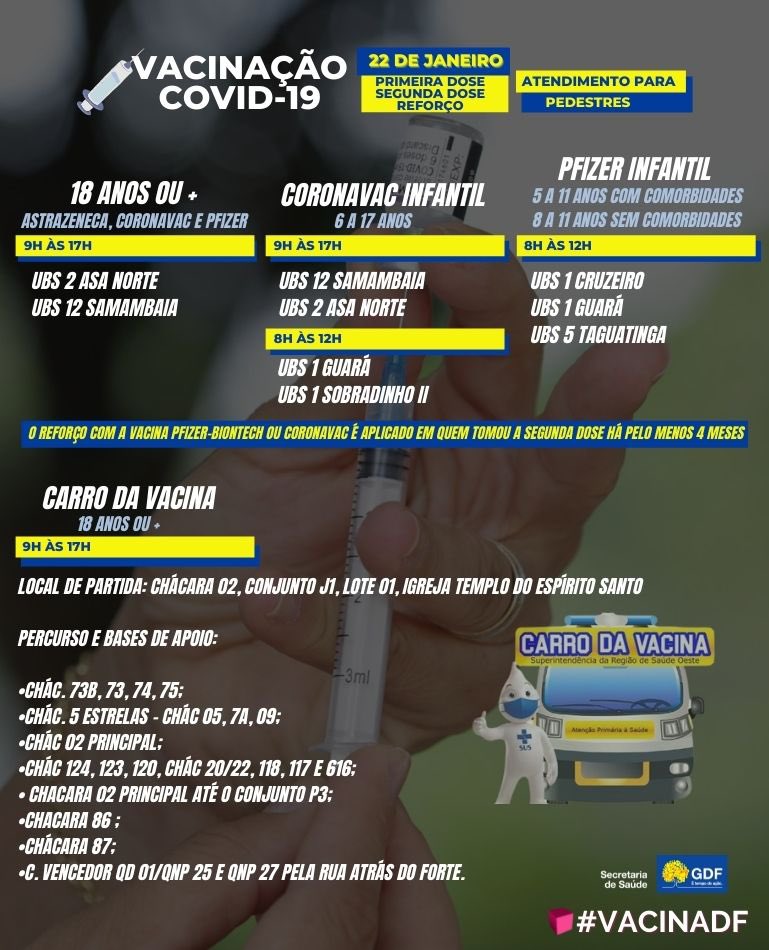 VACINAÇÃO
COVID-19
22 DE JANEIRO
PRIMEIRA DOSE
SEGUNDA DOSE
REFORÇO
ATENDIMENTO PARA
PEDESTRES
18 ANOS OU +
ASTRAZENECA, CORONAVAC E PFIZER
9H ÀS 17H
UBS 2 ASA NORTE
UBS 12 SAMAMBAIA
CORONAVAC INFANTIL
6 A 17 ANOS
9H ÀS 17H
UBS 12 SAMAMBAIA
UBS 2 ASA NORTE
8H ÀS 12H
UBS 1 GUARÁ
UBS 1 SOBRADINHO II
PFIZER INFANTIL
5 A 11 ANOS COM COMORBIDADES
8 A 11 ANOS SEM COMORBIDADES
8H ÀS 12H
UBS 1 CRUZEIRO
UBS 1 GUARÁ
UBS 5 TAGUATINGA
O REFORÇO COM A VACINA PFIZER-BIONTECH OU CORONAVAC É APLICADO EM QUEM TOMOU A SEGUNDA DOSE HÁ PELO MENOS 4 MESES
CARRO DA VACINA
18 ANOS OU +
9H ÀS 17H
LOCAL DE PARTIDA: CHÁCARA 02, CONJUNTO J1, LOTE 01, IGREJA TEMPLO DO ESPÍRITO SANTO
PERCURSO E BASES DE APOIO:
•CHÁC. 73B, 73, 74, 75;
•CHÁC. 5 ESTRELAS - CHÁC 05, 7A, 09;
•CHÁC 02 PRINCIPAL;
•CHÁC 124, 123, 120, CHÁC 20/22, 118, 117 E 616;
• CHACARA 02 PRINCIPAL ATÉ O CONJUNTO P3;
•CHACARA 86 ;
•CHÁCARA 87;
•C. VENCEDOR QD 01/QNP 25 E QNP 27 PELA RUA ATRÁS DO FORTE.
3ml
CARRO DA VACINA
Superintendência da Região de Saúde Oeste
Atenção Primária à Saúde
SUS
Secretaria
de Saúde
GDF
É tempo de ação.
#VACINADF